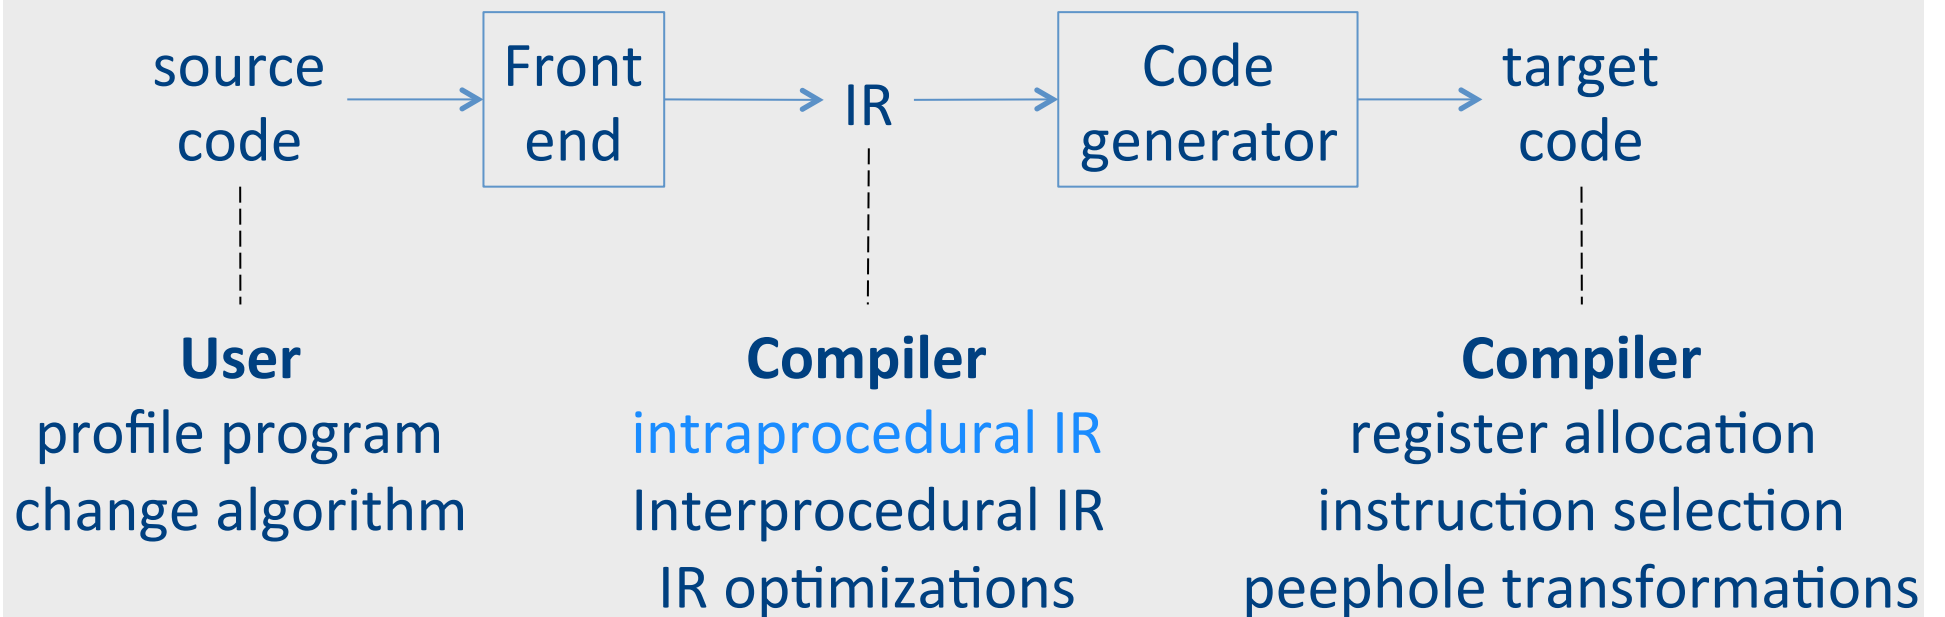 source
code
Front
end
IR
Code
generator
target
code
User
profile program
change algorithm
Compiler
intraprocedural IR
Interprocedural IR
IR optimizations
Compiler
register allocation
instruction selection
peephole transformations